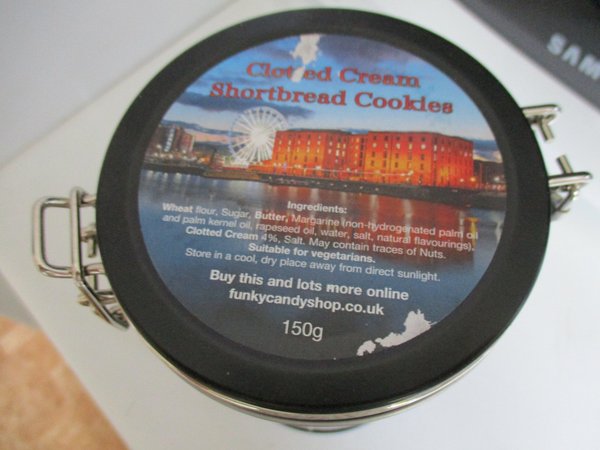 Clotted Cream
Shortbread Cookies
Ingredients:
Wheat flour, Sugar, Butter, Margarine (non-hydrogenated palm oil
and palm kernel oil, rapeseed oil, water, salt, natural flavourings),
Clotted Cream 4%, Salt. May contain traces of Nuts.
Suitable for vegetarians.
Store in a cool, dry place away from direct sunlight.
Buy this and lots more online
funkycandyshop.co.uk
150g
SAM